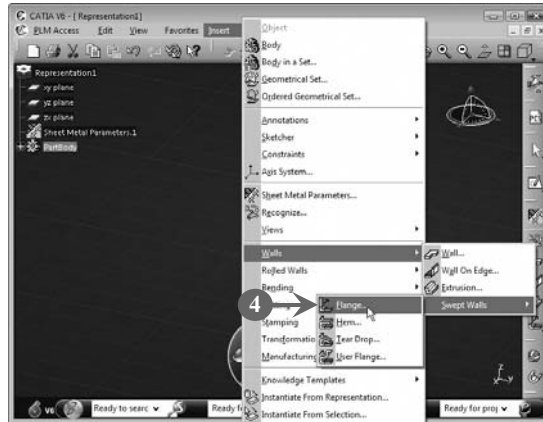 CATIA V6 - [ Representation1]
PLM Access Edit View Favorites Insert
Representation1
xy plane
yz plane
zx plane
Sheet Metal Parameters.1
PartBody
Object
Body
Body in a Set...
Geometrical Set...
Ordered Geometrical Set...
Annotations
Sketcher
Constraints
Axis System...
Sheet Metal Parameters...
Recognize...
Views
Walls
Rolled Walls
Bending
Stamping
Manufacturing
Knowledge Templates
Instantiate From Representation...
Instantiate From Selection...
Wall...
Wall On Edge...
Extrusion...
Swept Walls
4
Flange...
Hem...
Tear Drop...
User Flange...
V6
Ready to searc
Ready for proj